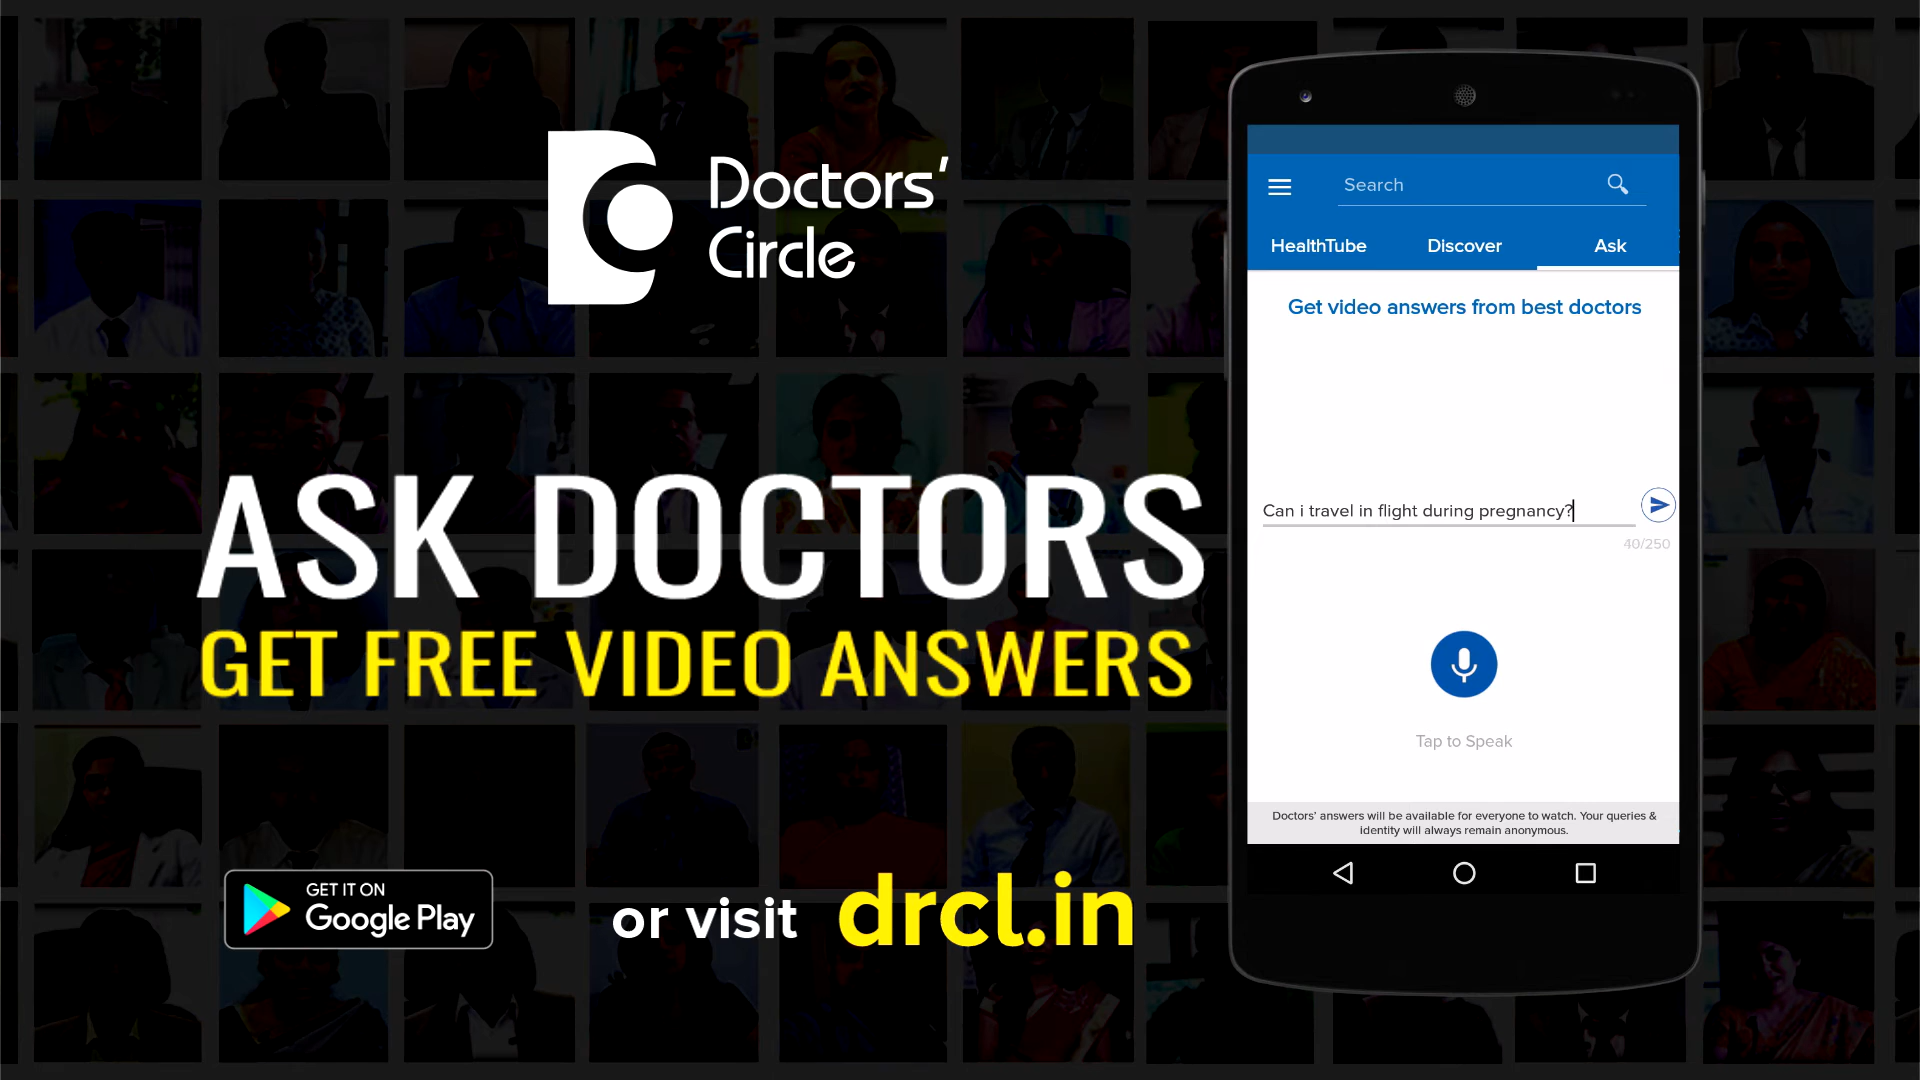 Doctors'
Circle
ASK DOCTORS
GET FREE VIDEO ANSWERS
GET IT ON
Google Play
or visit drcl.in
Search
HealthTube Discover Ask
Get video answers from best doctors
Can i travel in flight during pregnancy?
40/250
Tap to Speak
Doctors' answers will be available for everyone to watch. Your queries &
identity will always remain anonymous.